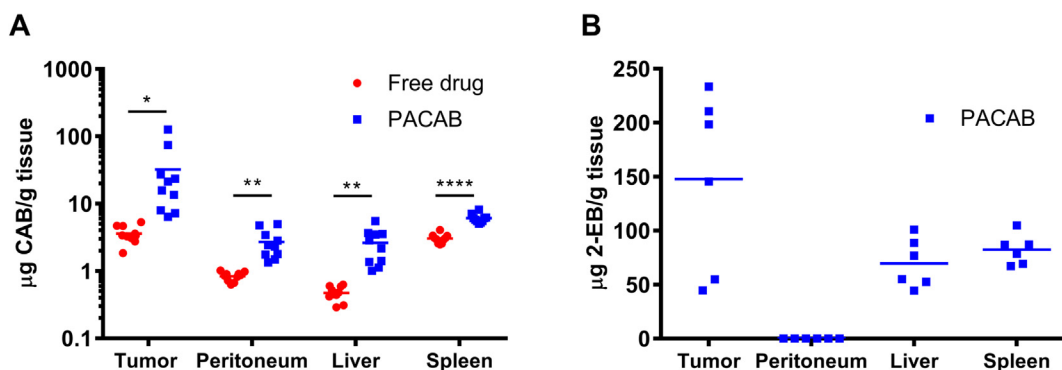 A
µg CAB/g tissue
1000
100
10
1
0.1
*
**
**
****
Free drug
PACAB
Tumor
Peritoneum
Liver
Spleen
B
µg 2-EB/g tissue
250
200
150
100
50
0
PACAB
Tumor
Peritoneum
Liver
Spleen